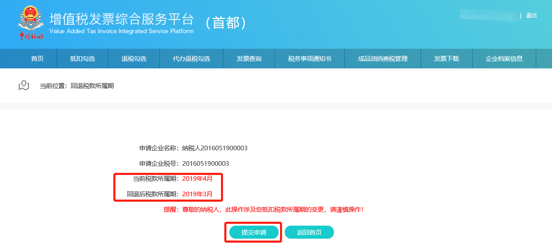 增值税发票综合服务平台 （首都）
Value Added Tax Invoice Integrated Service Platform
中国税务
| 退出
首页 抵扣勾选 退税勾选 代办退税勾选 发票查询 税务事项通知书 成品油消费税管理 发票下载 企业档案信息
当前位置：回退税款所属期
申请企业名称：纳税人2016051900003
申请企业税号：2016051900003
当前税款所属期：2019年4月
回退后税款所属期：2019年3月
提醒：尊敬的纳税人，此操作涉及您抵扣税款所属期的变更，请谨慎操作！
提交申请 返回首页